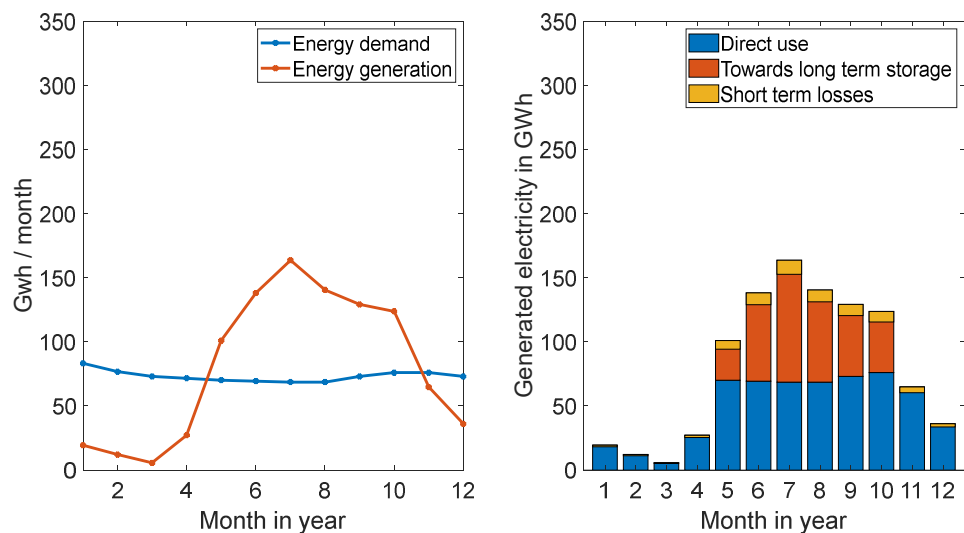 350
300
250
200
150
100
50
0
Gwh / month
Energy demand
Energy generation
2 4 6 8 10 12
Month in year
350
300
250
200
150
100
50
0
Generated electricity in GWh
Direct use
Towards long term storage
Short term losses
1 2 3 4 5 6 7 8 9 10 11 12
Month in year